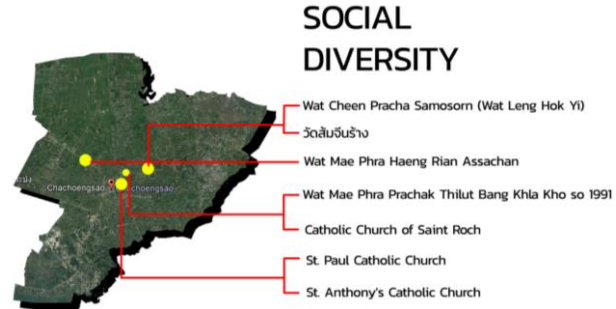 SOCIAL
DIVERSITY
Wat Cheen Pracha Samosorn (Wat Leng Hok Yi)
วัดส้มจีนร้าง
Wat Mae Phra Haeng Rian Assachan
Wat Mae Phra Prachak Thilut Bang Khla Kho so 1991
Catholic Church of Saint Roch
St. Paul Catholic Church
St. Anthony's Catholic Church
Chachoengsao